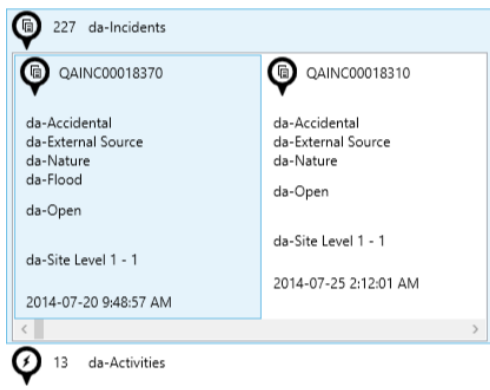 227 da-Incidents
QAINC00018370
da-Accidental
da-External Source
da-Nature
da-Flood
da-Open
da-Site Level 1 - 1
2014-07-20 9:48:57 AM
QAINC00018310
da-Accidental
da-External Source
da-Nature
da-Open
da-Site Level 1 - 1
2014-07-25 2:12:01 AM
13 da-Activities